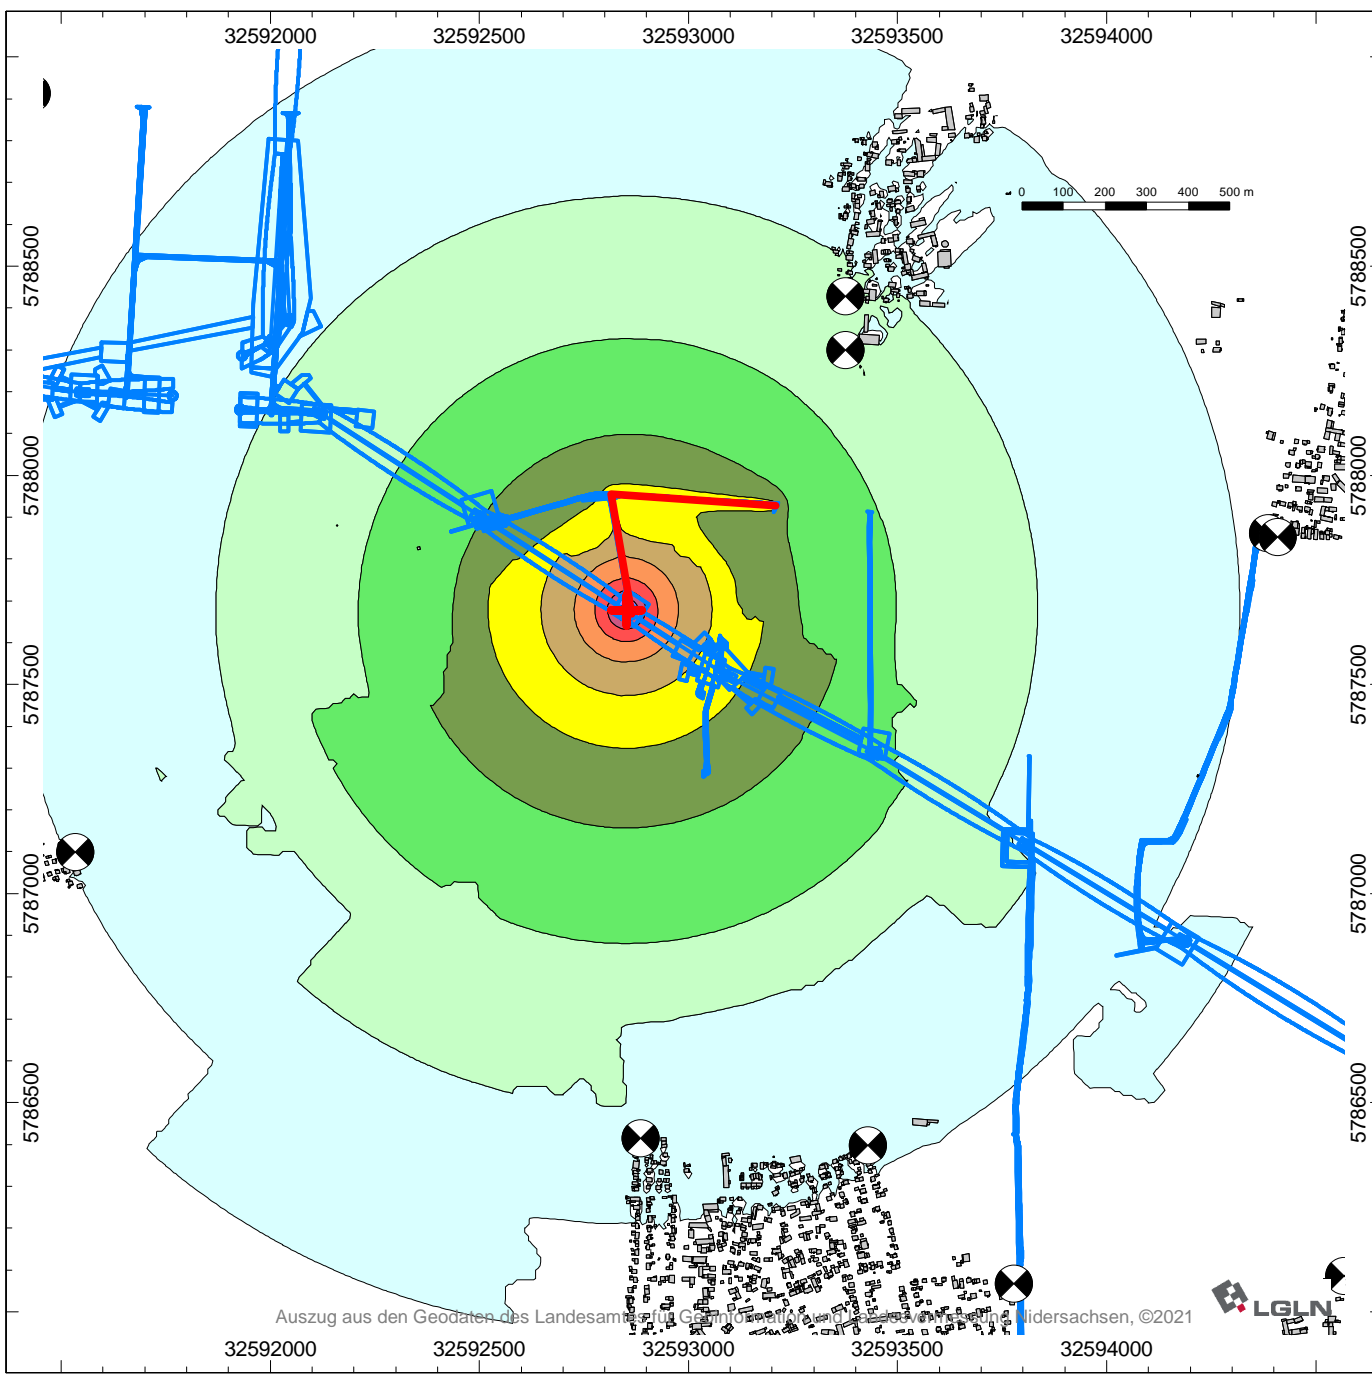 32592000 32592500 32593000 32593500 32594000
0 100 200 300 400 500 m
5788500 5788500
5788000 5788000
5787500 5787500
5787000 5787000
5786500 5786500
LGLN
Auszug aus den Geodaten des Landesamtes für Geoinformation und Landesvermessung Nidersachsen, ©2021
32592000 32592500 32593000 32593500 32594000